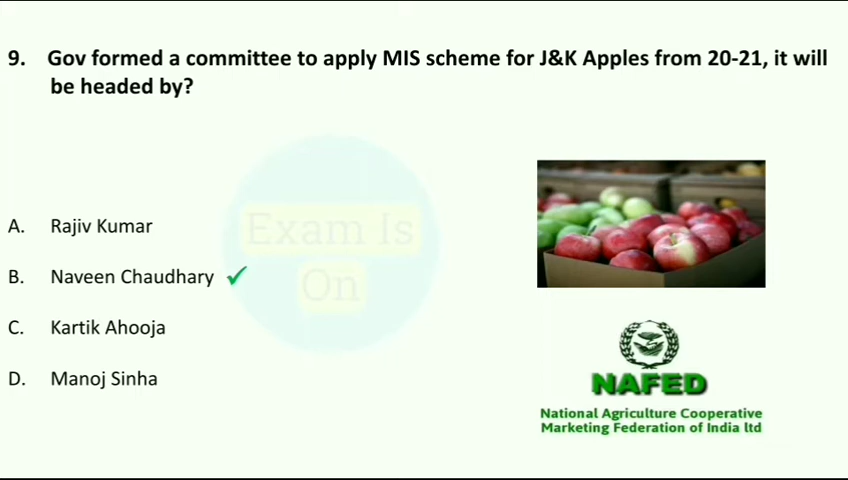 9. Gov formed a committee to apply MIS scheme for J&K Apples from 20-21, it will
be headed by?
Exam Is
On
A. Rajiv Kumar
B. Naveen Chaudhary ✓
C. Kartik Ahooja
D. Manoj Sinha
NAFED
National Agriculture Cooperative
Marketing Federation of India ltd